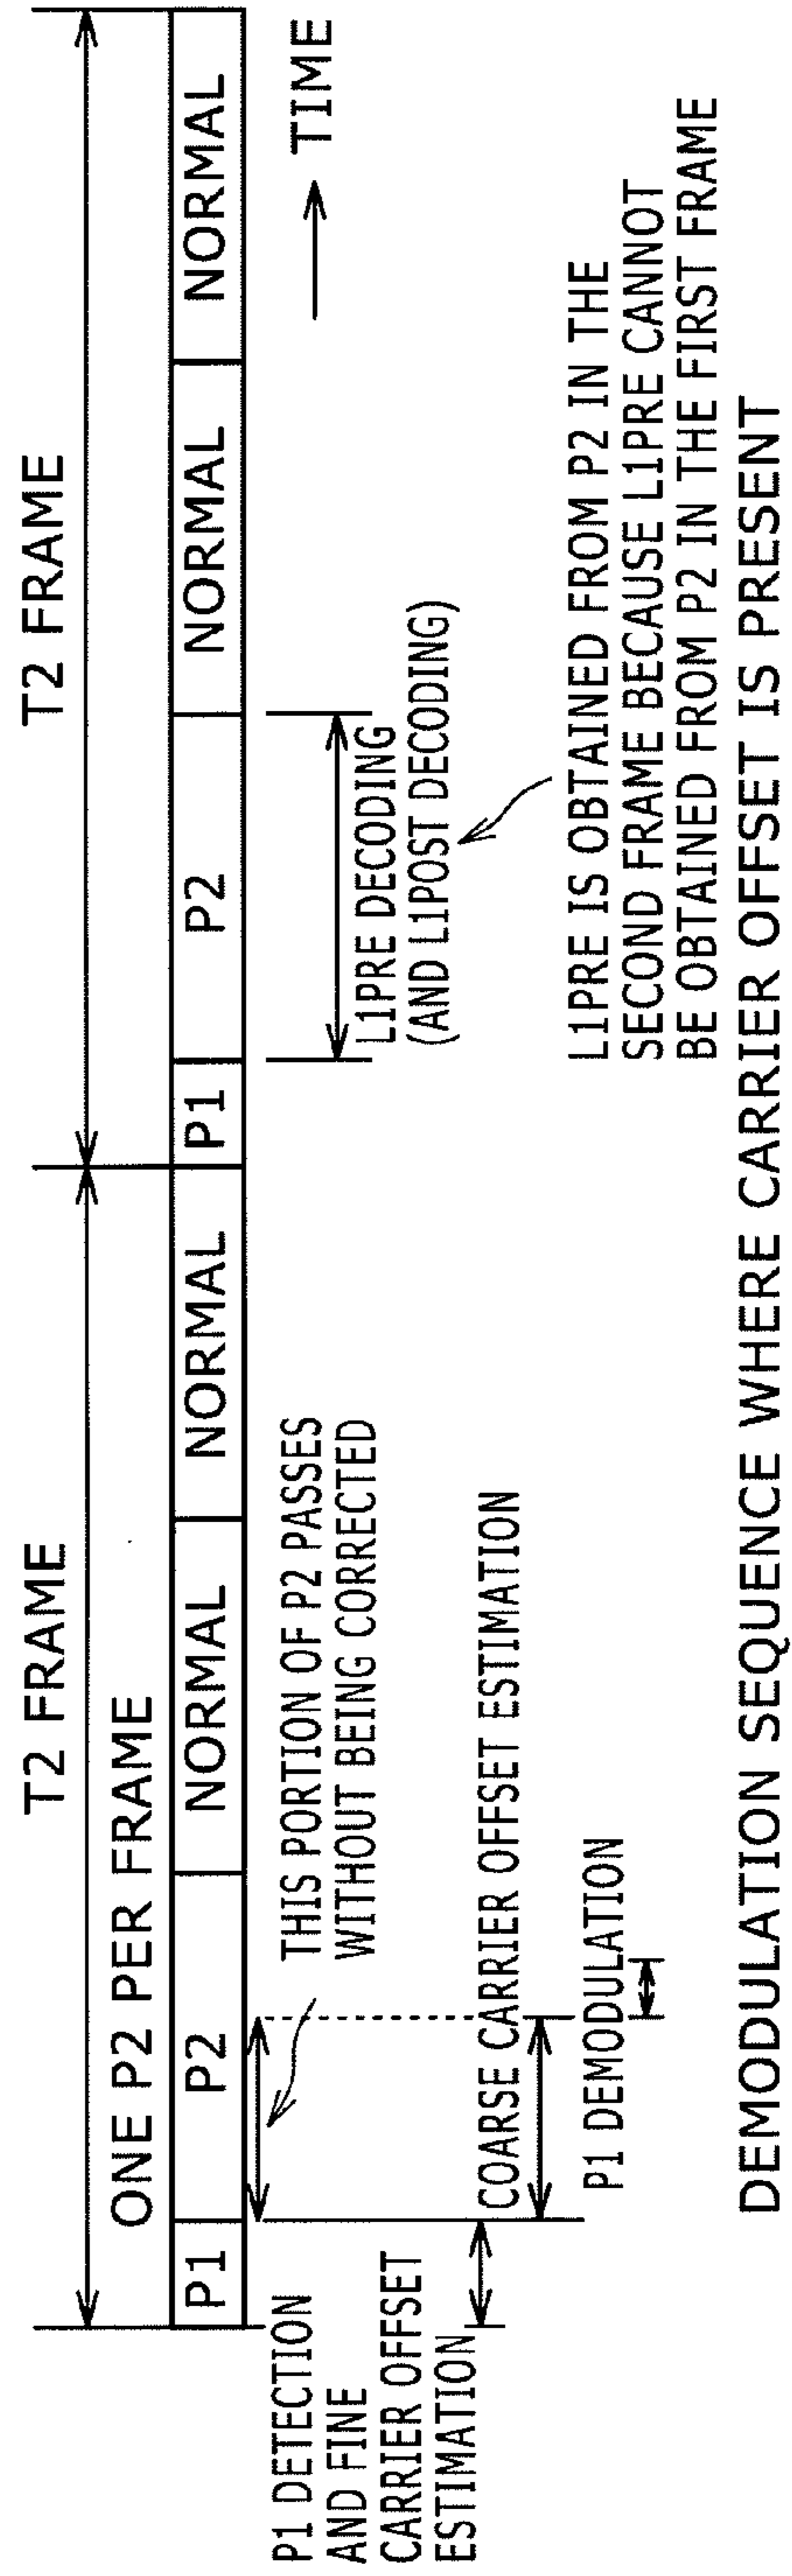 T2 FRAME
T2 FRAME
ONE P2 PER FRAME
P1
P2
NORMAL
NORMAL
P1
P2
NORMAL
NORMAL
TIME
P1 DETECTION
AND FINE
CARRIER OFFSET
ESTIMATION
THIS PORTION OF P2 PASSES
WITHOUT BEING CORRECTED
COARSE CARRIER OFFSET ESTIMATION
P1 DEMODULATION
L1PRE DECODING
(AND L1POST DECODING)
L1PRE IS OBTAINED FROM P2 IN THE
SECOND FRAME BECAUSE L1PRE CANNOT
BE OBTAINED FROM P2 IN THE FIRST FRAME
DEMODULATION SEQUENCE WHERE CARRIER OFFSET IS PRESENT